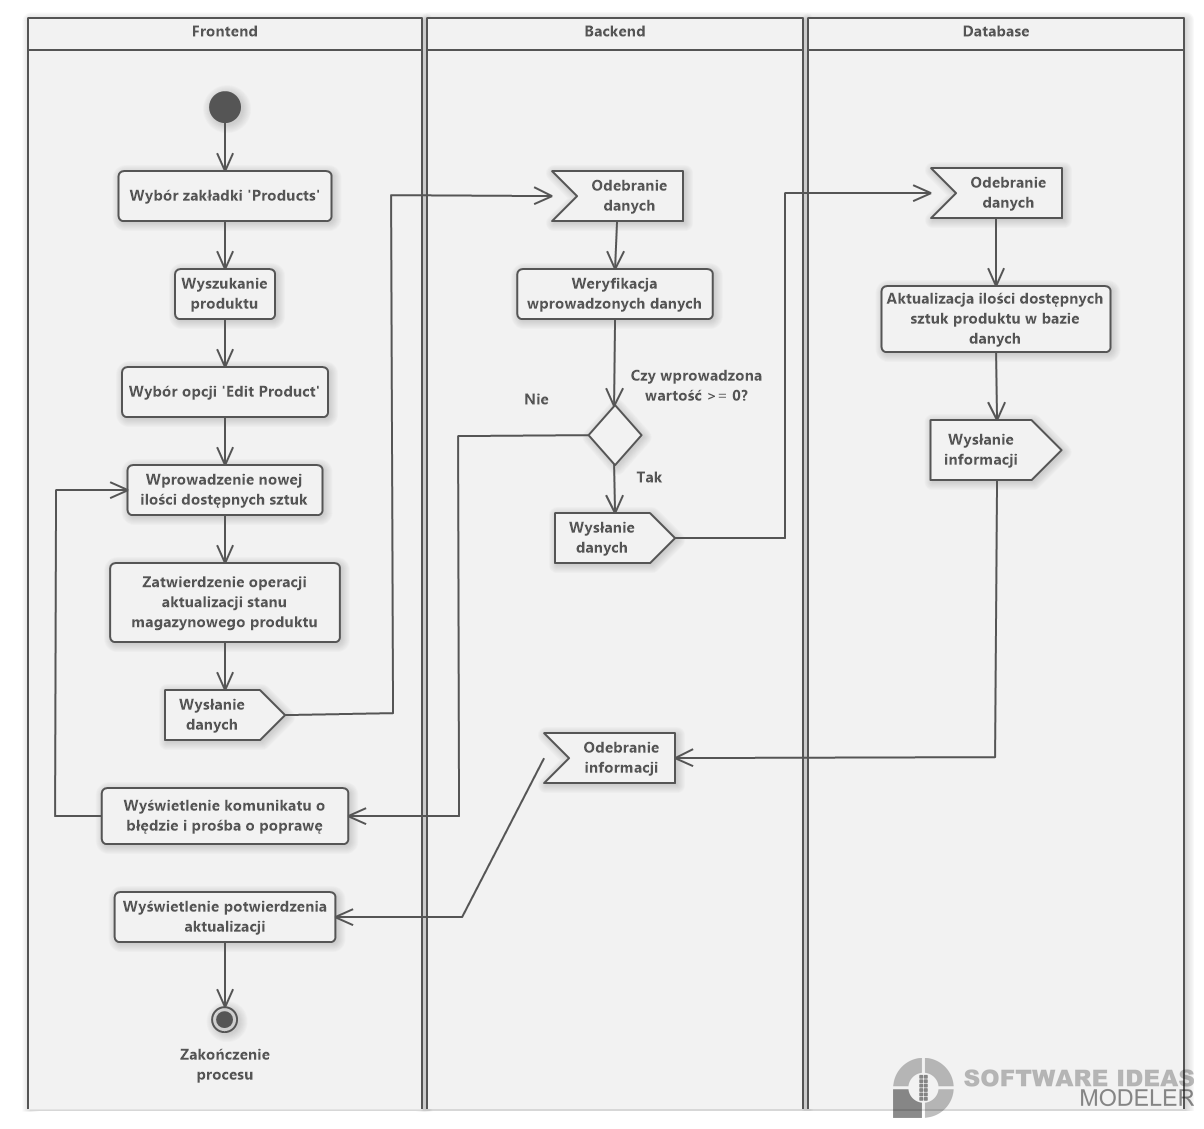 Frontend
Backend
Database
Wybór zakładki 'Products'
Wyszukanie
produktu
Wybór opcji 'Edit Product'
Wprowadzenie nowej
ilości dostępnych sztuk
Zatwierdzenie operacji
aktualizacji stanu
magazynowego produktu
Wysłanie
danych
Wyświetlenie komunikatu o
błędzie i prośba o poprawę
Wyświetlenie potwierdzenia
aktualizacji
Zakończenie
procesu
Odebranie
danych
Weryfikacja
wprowadzonych danych
Czy wprowadzona
wartość >= 0?
Nie
Tak
Wysłanie
danych
Odebranie
informacji
Odebranie
danych
Aktualizacja ilości dostępnych
sztuk produktu w bazie
danych
Wysłanie
informacji
SOFTWARE IDEAS
MODELER